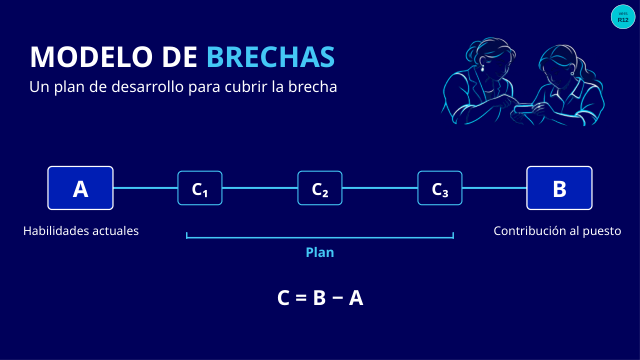 R12
MODELO DE BRECHAS
Un plan de desarrollo para cubrir la brecha
A
C₁
C₂
C₃
B
Habilidades actuales
Contribución al puesto
Plan
C = B − A